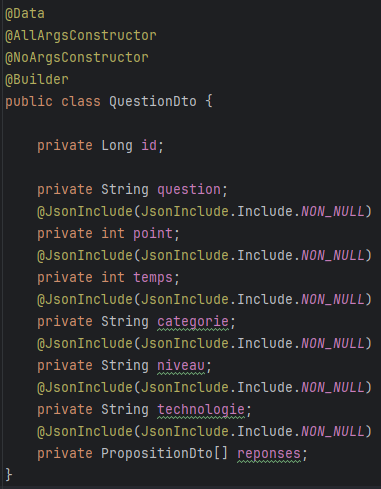 @Data
@AllArgsConstructor
@NoArgsConstructor
@Builder
public class QuestionDto {
private Long id;
private String question;
@JsonInclude(JsonInclude.Include.NON_NULL)
private int point;
@JsonInclude(JsonInclude.Include.NON_NULL)
private int temps;
@JsonInclude(JsonInclude.Include.NON_NULL)
private String categorie;
@JsonInclude(JsonInclude.Include.NON_NULL)
private String niveau;
@JsonInclude(JsonInclude.Include.NON_NULL)
private String technologie;
@JsonInclude(JsonInclude.Include.NON_NULL)
private PropositionDto[] reponses;
}